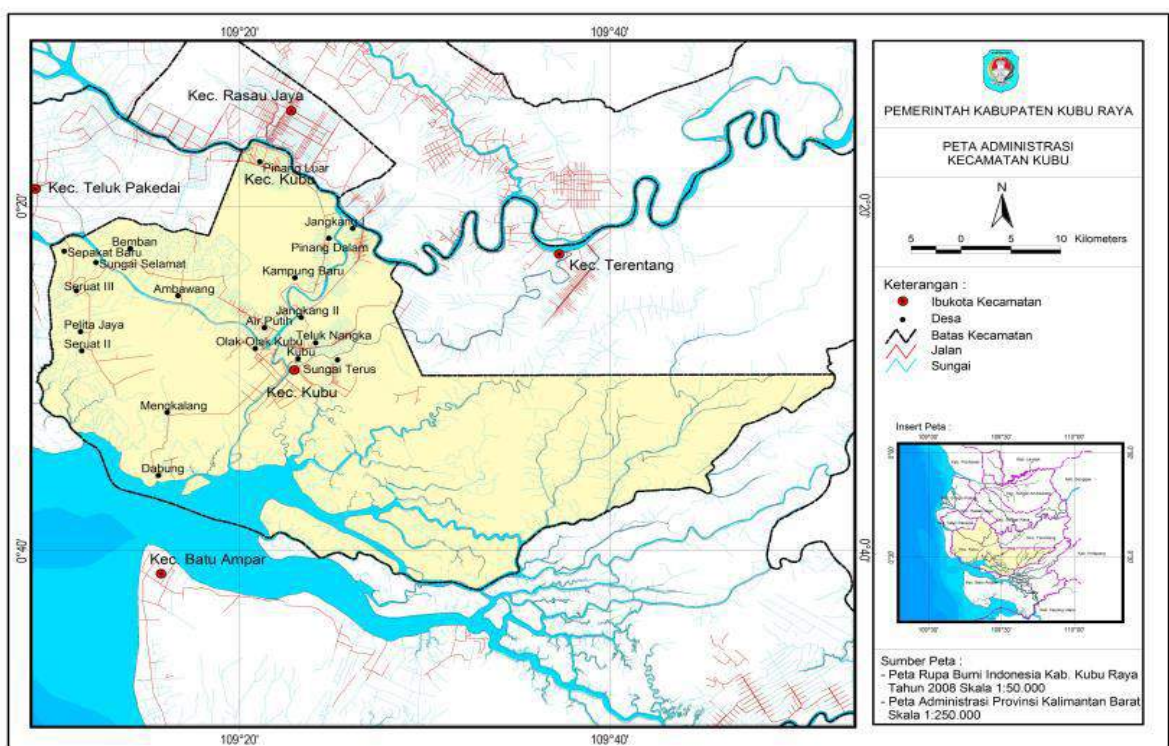 109°20'
109°40'
Kec. Rasau Jaya
Pinang Luar
Kec. Kubu
Kec. Teluk Pakedai
0°20'
0°20'
Jangkang I
Bemban
Pinang Dalam
Sepakat Baru
Sungai Selamat
Kec. Terentang
Kampung Baru
Seruat III
Ambawang
Jangkang II
Air Putih
Pelita Jaya
Teluk Nangka
Olak-Olak Kubu
Seruat II
Kubu
Sungai Terus
Kec. Kubu
Mengkalang
Dabung
0°40'
0°40'
Kec. Batu Ampar
109°20'
109°40'
PEMERINTAH KABUPATEN KUBU RAYA
PETA ADMINISTRASI
KECAMATAN KUBU
N
5 0 5 10 Kilometers
Keterangan :
Ibukota Kecamatan
Desa
Batas Kecamatan
Jalan
Sungai
Insert Peta :
Sumber Peta :
- Peta Rupa Bumi Indonesia Kab. Kubu Raya
Tahun 2008 Skala 1:50.000
- Peta Administrasi Provinsi Kalimantan Barat
Skala 1:250.000